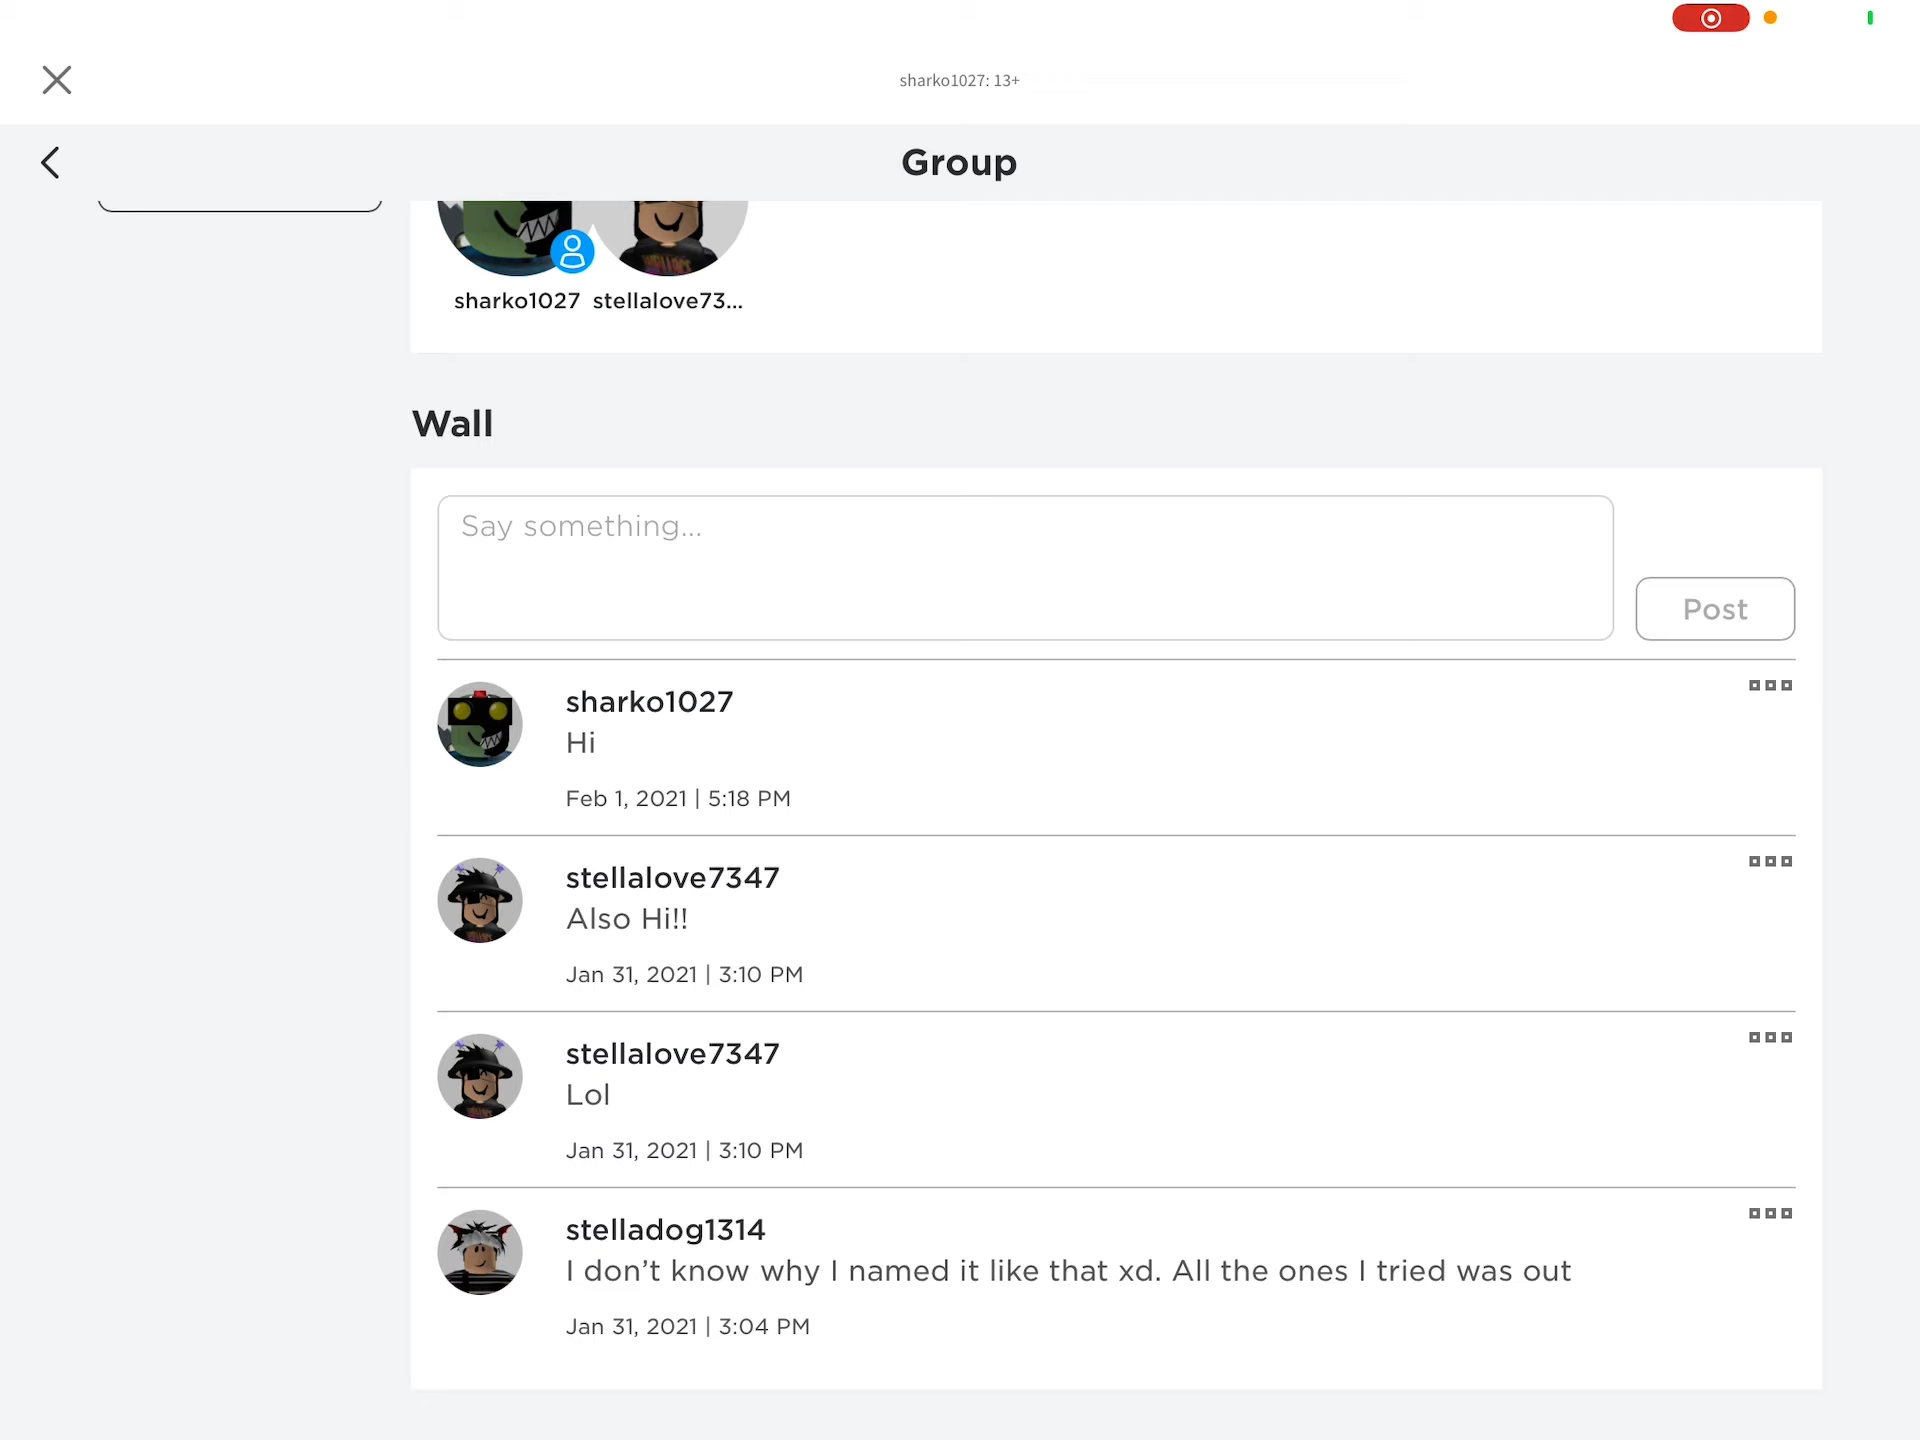 sharko1027: 13+
Group
sharko1027 stellalove73...
Wall
Say something...
Post
sharko1027
Hi
Feb 1, 2021 | 5:18 PM
stellalove7347
Also Hi!!
Jan 31, 2021 | 3:10 PM
stellalove7347
Lol
Jan 31, 2021 | 3:10 PM
stelladog1314
I don’t know why I named it like that xd. All the ones I tried was out
Jan 31, 2021 | 3:04 PM